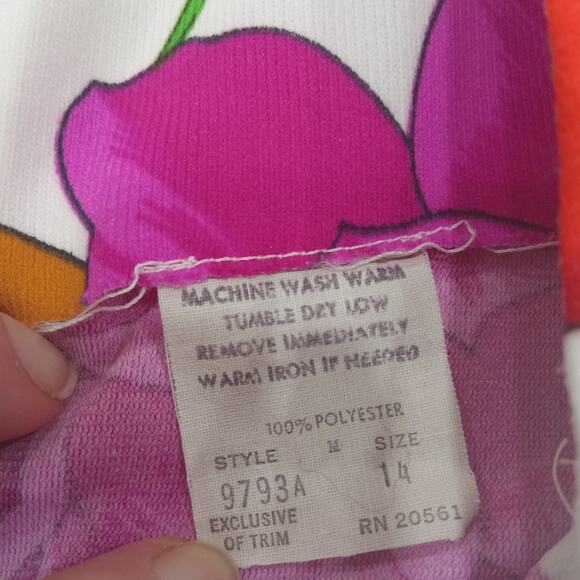 MACHINE WASH WARM
TUMBLE DRY LOW
REMOVE IMMEDIATELY
WARM IRON IF NEEDED
100% POLYESTER
STYLE M SIZE
9793A 14
EXCLUSIVE
OF TRIM RN 20561